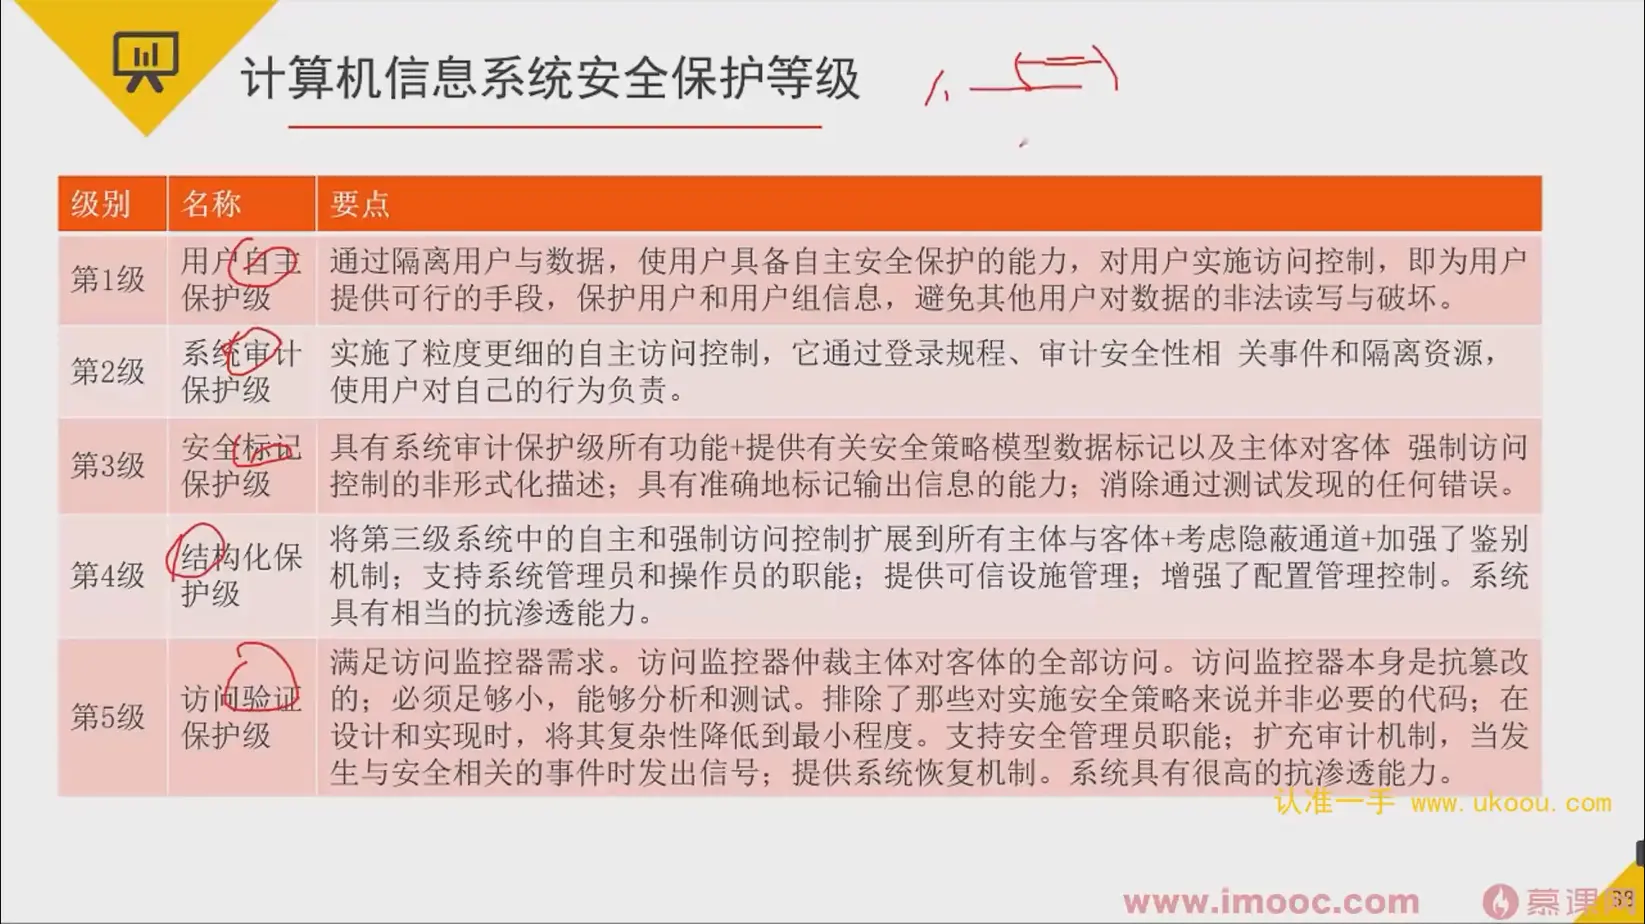 计算机信息系统安全保护等级
级别 名称 要点
第1级
用户自主
保护级
通过隔离用户与数据，使用户具备自主安全保护的能力，对用户实施访问控制，即为用户
提供可行的手段，保护用户和用户组信息，避免其他用户对数据的非法读写与破坏。
第2级
系统审计
保护级
实施了粒度更细的自主访问控制，它通过登录规程、审计安全性相 关事件和隔离资源，
使用户对自己的行为负责。
第3级
安全标记
保护级
具有系统审计保护级所有功能+提供有关安全策略模型数据标记以及主体对客体 强制访问
控制的非形式化描述；具有准确地标记输出信息的能力；消除通过测试发现的任何错误。
第4级
结构化保
护级
将第三级系统中的自主和强制访问控制扩展到所有主体与客体+考虑隐蔽通道+加强了鉴别
机制；支持系统管理员和操作员的职能；提供可信设施管理；增强了配置管理控制。系统
具有相当的抗渗透能力。
第5级
访问验证
保护级
满足访问监控器需求。访问监控器仲裁主体对客体的全部访问。访问监控器本身是抗篡改
的；必须足够小，能够分析和测试。排除了那些对实施安全策略来说并非必要的代码；在
设计和实现时，将其复杂性降低到最小程度。支持安全管理员职能；扩充审计机制，当发
生与安全相关的事件时发出信号；提供系统恢复机制。系统具有很高的抗渗透能力。
认准一手 www.ukoou.com
www.imooc.com 慕课